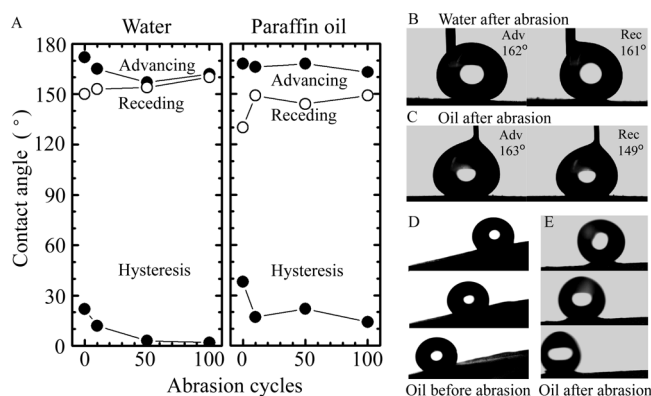 A
Water
Paraffin oil
Contact angle (°)
180
150
120
90
60
30
0
Advancing
Receding
Hysteresis
Advancing
Receding
Hysteresis
0 50 100
0 50 100
Abrasion cycles
B Water after abrasion
Adv
162°
Rec
161°
C Oil after abrasion
Adv
163°
Rec
149°
D
E
Oil before abrasion
Oil after abrasion